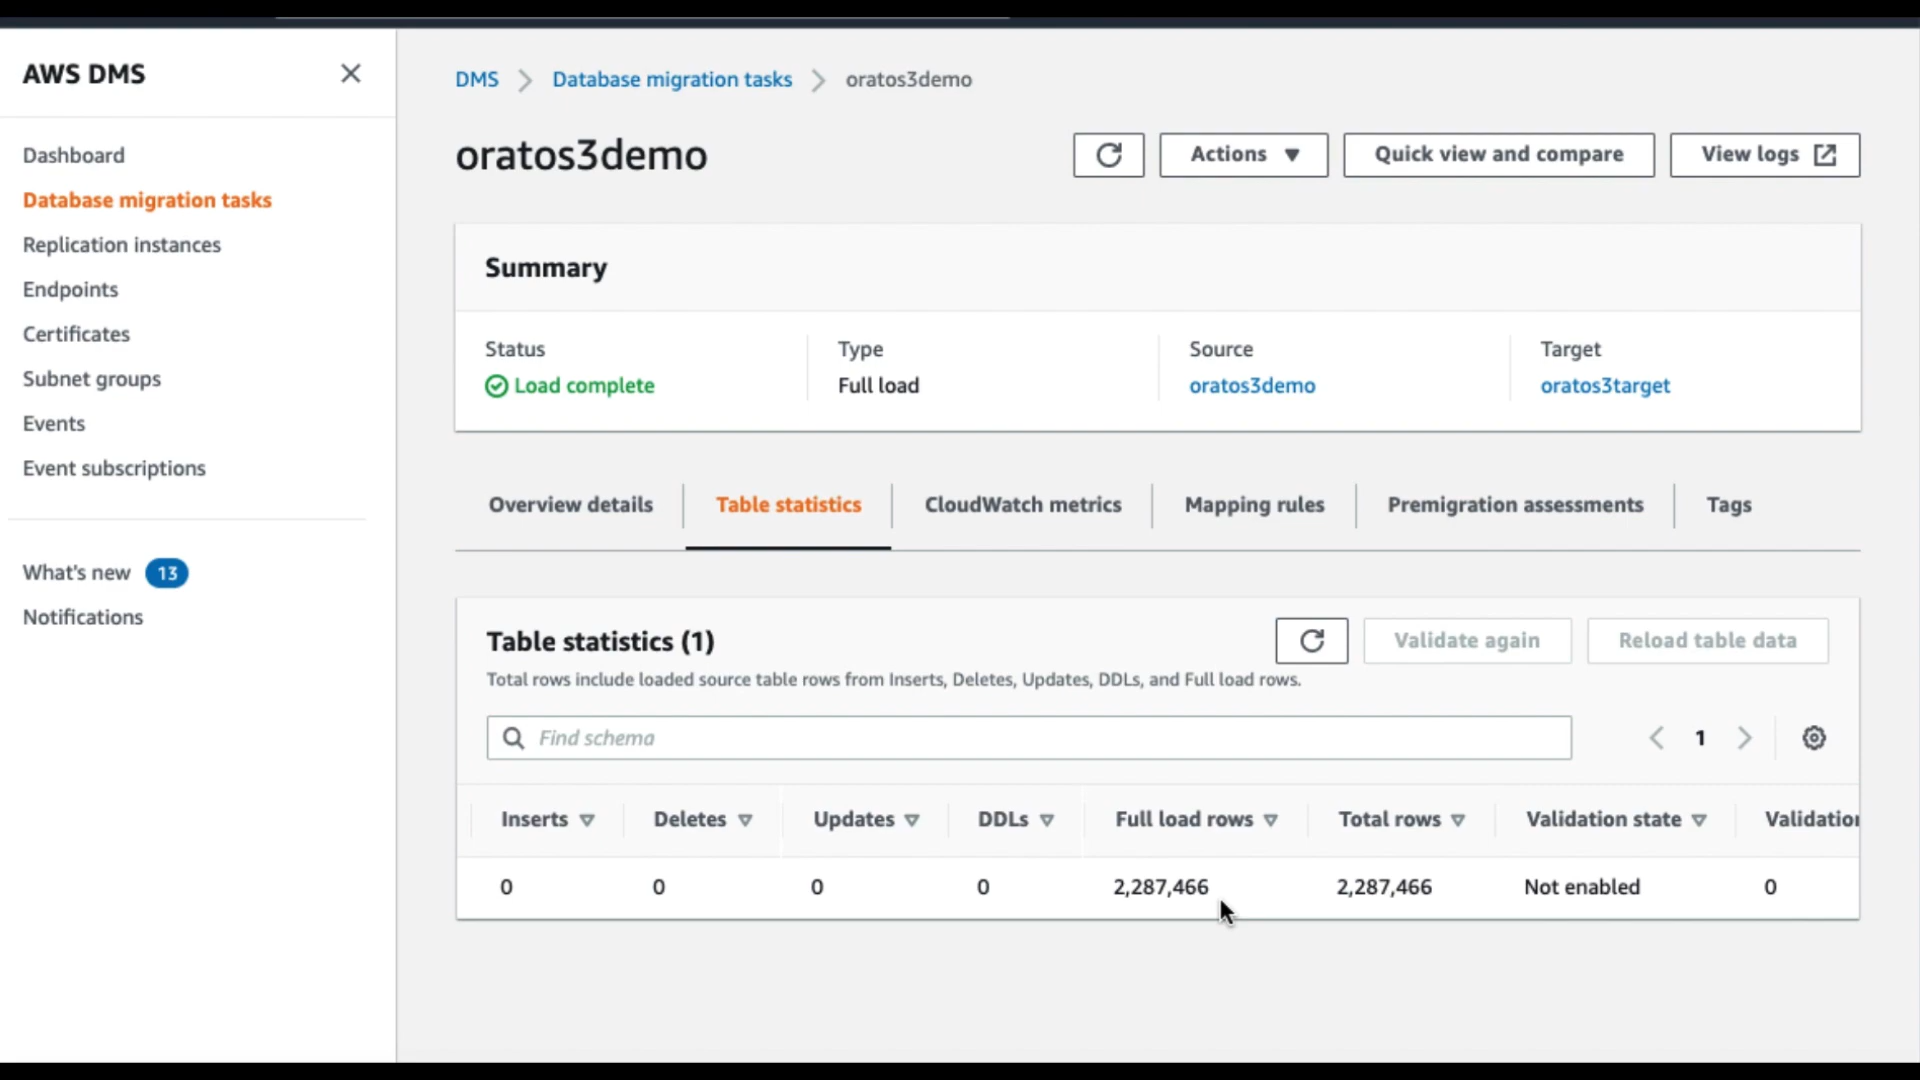 AWS DMS
Dashboard
Database migration tasks
Replication instances
Endpoints
Certificates
Subnet groups
Events
Event subscriptions
What's new 13
Notifications
DMS Database migration tasks oratos3demo
oratos3demo
Actions Quick view and compare View logs
Summary
Status Type Source Target
Load complete Full load oratos3demo oratos3target
Overview details Table statistics CloudWatch metrics Mapping rules Premigration assessments Tags
Table statistics (1) Validate again Reload table data
Total rows include loaded source table rows from Inserts, Deletes, Updates, DDLs, and Full load rows.
Find schema 1
Inserts Deletes Updates DDLs Full load rows Total rows Validation state Validation
0 0 0 0 2,287,466 2,287,466 Not enabled 0